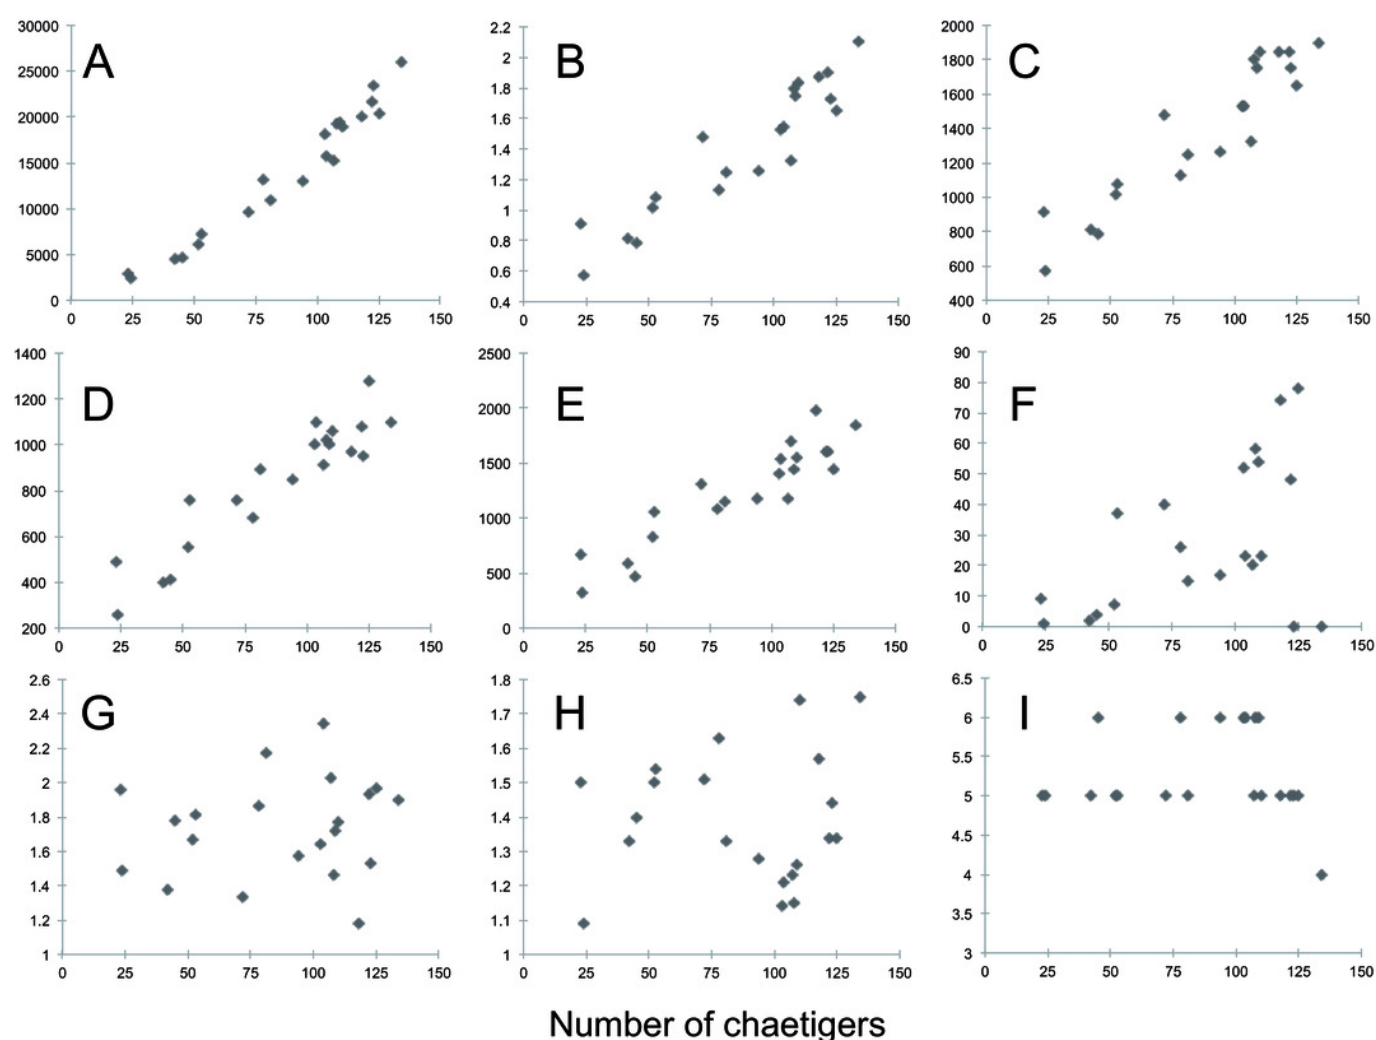 30000 25000 20000 15000 10000 5000 0
A
0 25 50 75 100 125 150
2.2 2 1.8 1.6 1.4 1.2 1 0.8 0.6 0.4
B
0 25 50 75 100 125 150
2000 1800 1600 1400 1200 1000 800 600 400
C
0 25 50 75 100 125 150
1400 1200 1000 800 600 400 200
D
0 25 50 75 100 125 150
2500 2000 1500 1000 500 0
E
0 25 50 75 100 125 150
90 80 70 60 50 40 30 20 10 0
F
0 25 50 75 100 125 150
2.6 2.4 2.2 2 1.8 1.6 1.4 1.2 1
G
0 25 50 75 100 125 150
1.8 1.7 1.6 1.5 1.4 1.3 1.2 1.1 1
H
0 25 50 75 100 125 150
6.5 6 5.5 5 4.5 4 3.5 3
I
0 25 50 75 100 125 150
Number of chaetigers